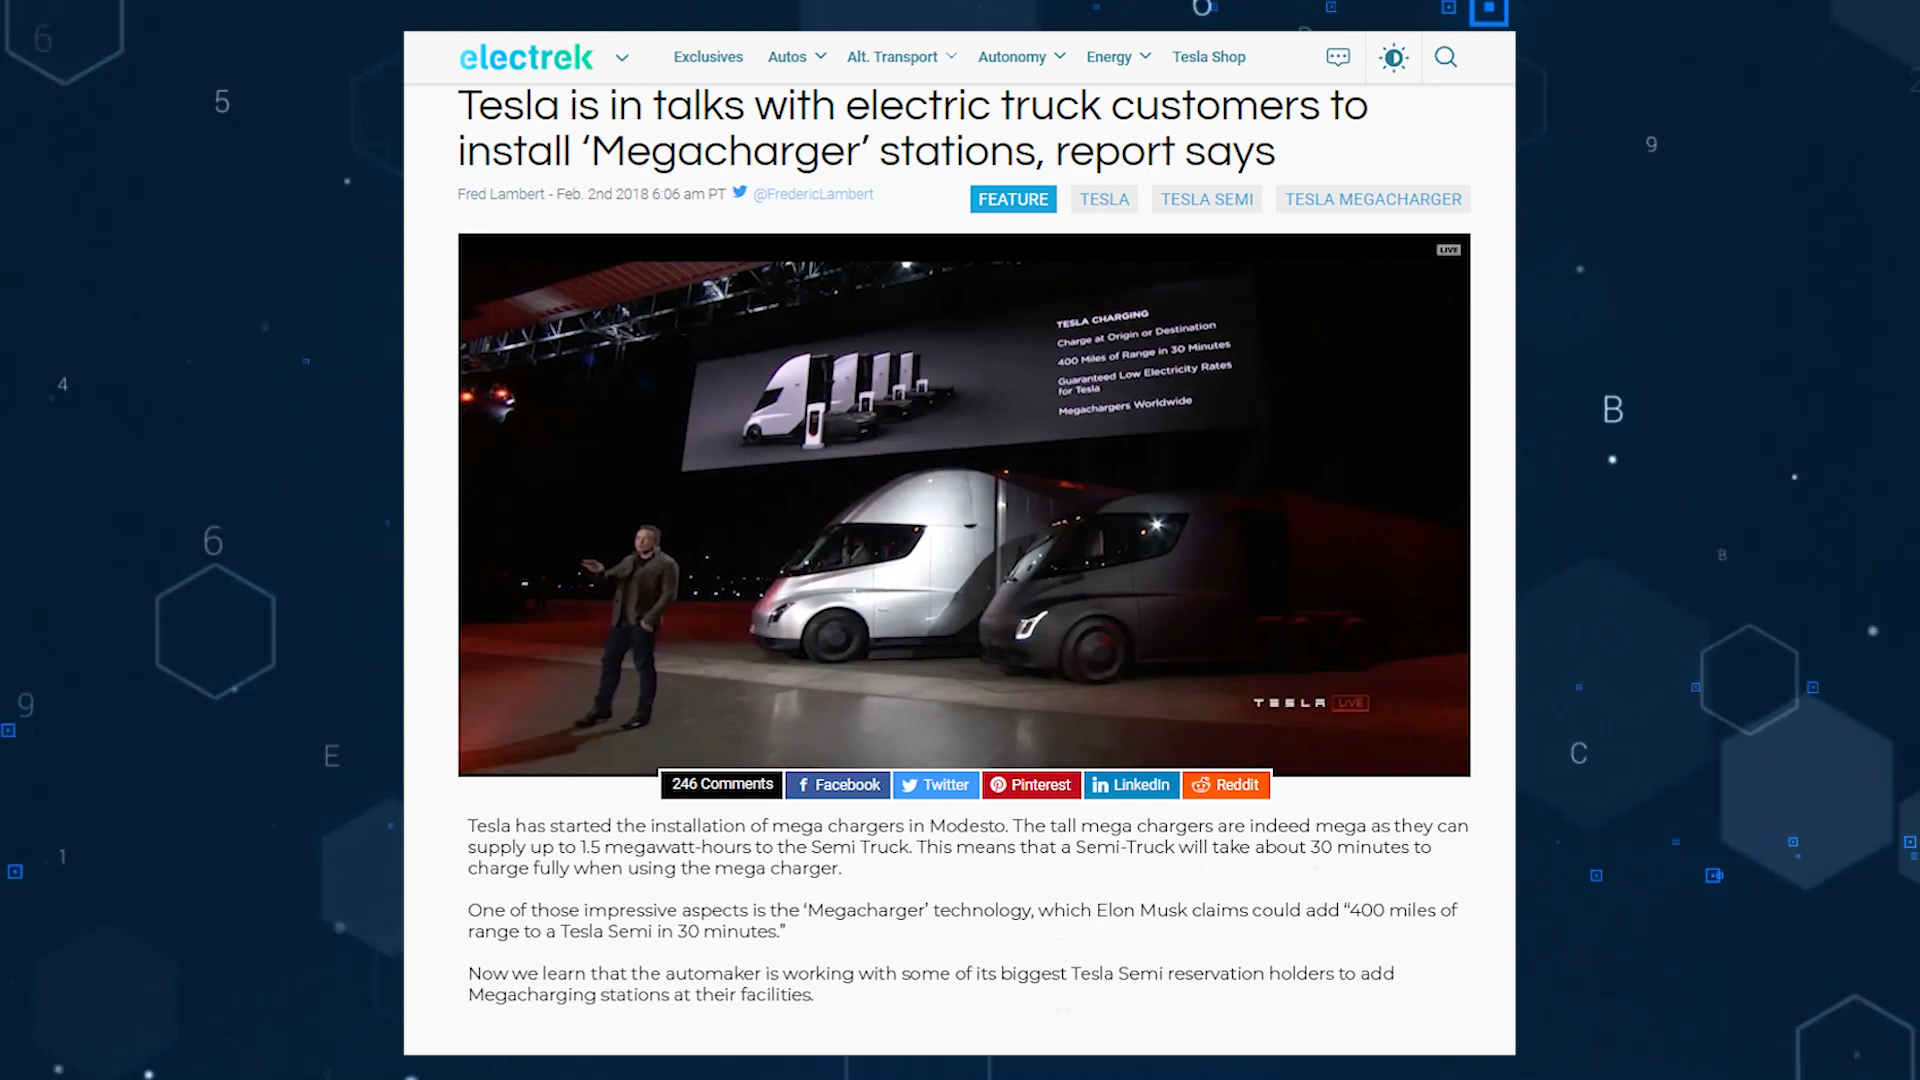 electrek
Exclusives Autos Alt. Transport Autonomy Energy Tesla Shop
Tesla is in talks with electric truck customers to
install ‘Megacharger’ stations, report says
Fred Lambert - Feb. 2nd 2018 6:06 am PT @FredericLambert
FEATURE TESLA TESLA SEMI TESLA MEGACHARGER
LIVE
TESLA CHARGING
Charge at Origin or Destination
400 Miles of Range in 30 Minutes
Guaranteed Low Electricity Rates
for Tesla
Megachargers Worldwide
TESLA LIVE
246 Comments Facebook Twitter Pinterest LinkedIn Reddit
Tesla has started the installation of mega chargers in Modesto. The tall mega chargers are indeed mega as they can
supply up to 1.5 megawatt-hours to the Semi Truck. This means that a Semi-Truck will take about 30 minutes to
charge fully when using the mega charger.
One of those impressive aspects is the ‘Megacharger’ technology, which Elon Musk claims could add “400 miles of
range to a Tesla Semi in 30 minutes.”
Now we learn that the automaker is working with some of its biggest Tesla Semi reservation holders to add
Megacharging stations at their facilities.
6
5
4
6
9
E
1
9
B
B
C